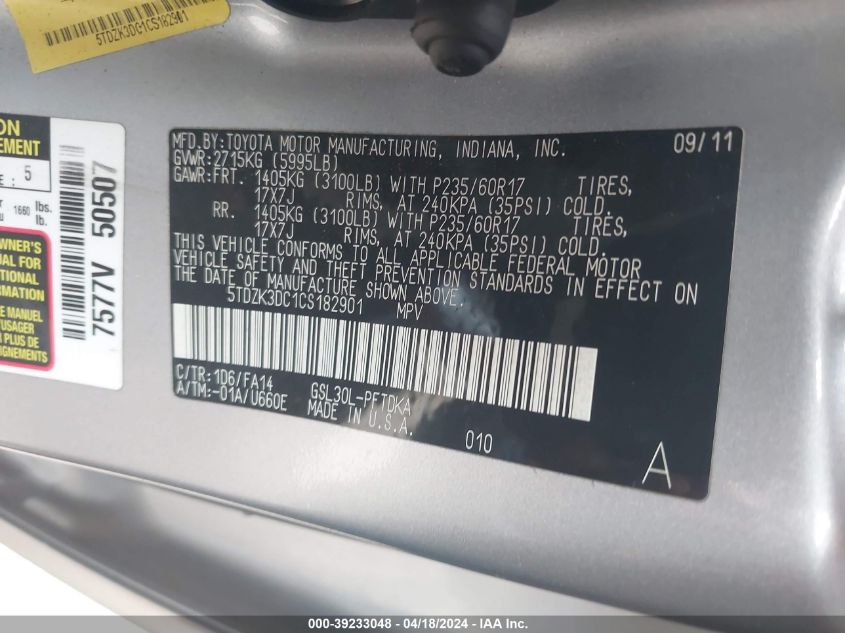 5TDZK3DC1CS182901
ON
EMENT
E : 5
1660 lbs.
lb.
OWNER'S
UAL FOR
TIONAL
MATION
E MANUEL
USAGER
DE
SEIGNEMENTS
7577V 50507
MFD.BY:TOYOTA MOTOR MANUFACTURING, INDIANA, INC. 09/11
GVWR:2715KG (5995LB)
GAWR:FRT. 1405KG (3100LB) WITH P235/60R17 TIRES,
17X7J RIMS, AT 240KPA (35PSI) COLD.
RR. 1405KG (3100LB) WITH P235/60R17 TIRES,
17X7J RIMS, AT 240KPA (35PSI) COLD.
THIS VEHICLE CONFORMS TO ALL APPLICABLE FEDERAL MOTOR
VEHICLE SAFETY AND THEFT PREVENTION STANDARDS IN EFFECT ON
THE DATE OF MANUFACTURE SHOWN ABOVE.
5TDZK3DC1CS182901 MPV
C/TR:1D6/FA14 GSL30L-PFTDKA
A/TM:-01A/U660E MADE IN U.S.A.
010
A
000-39233048 - 04/18/2024 - IAA Inc.